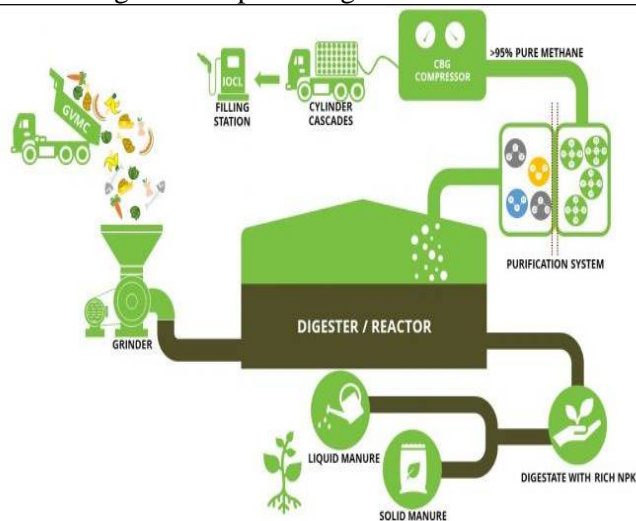 >95% PURE METHANE
CBG
COMPRESSOR
JOCL
FILLING
STATION
CYLINDER
CASCADES
GVMC
PURIFICATION SYSTEM
DIGESTER / REACTOR
GRINDER
LIQUID MANURE
SOLID MANURE
DIGESTATE WITH RICH NPK